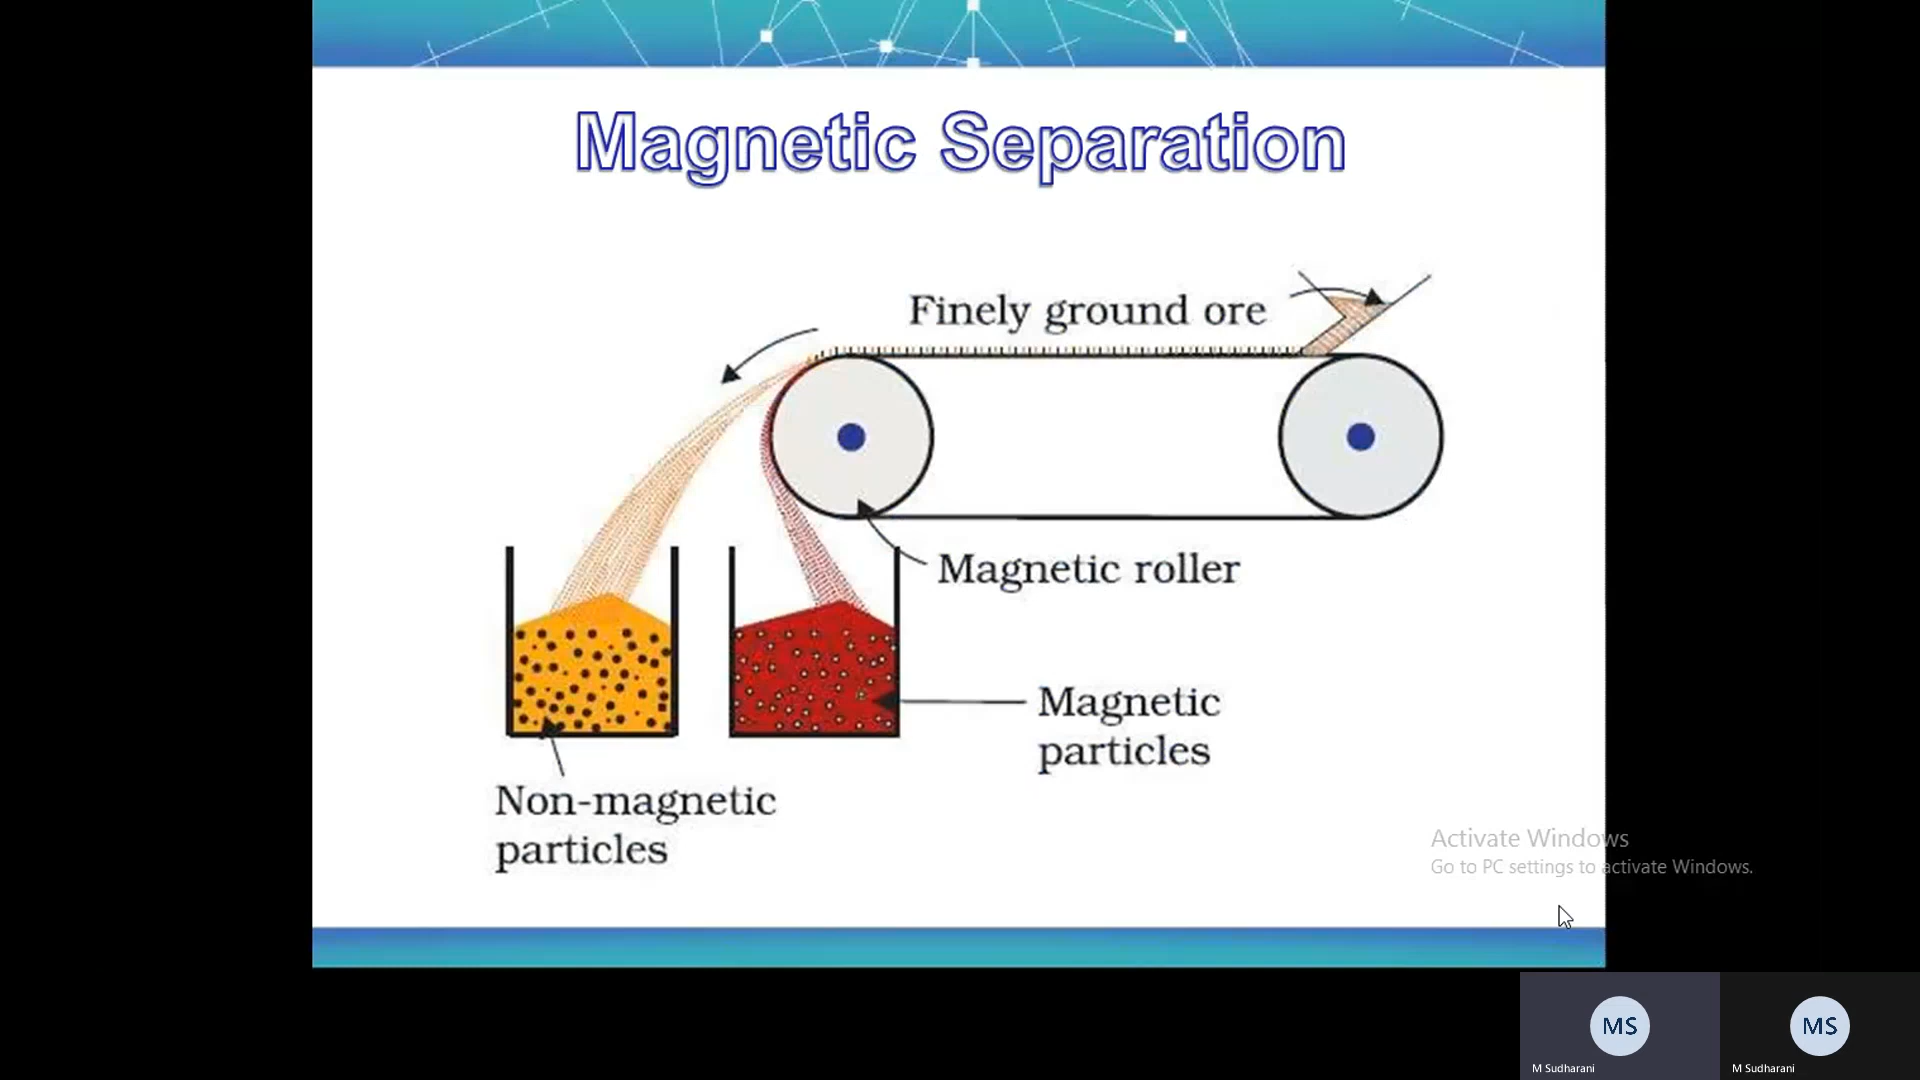 Magnetic Separation
Finely ground ore
Magnetic roller
Magnetic
particles
Non-magnetic
particles
Activate Windows
Go to PC settings to activate Windows.
MS
M Sudharani
MS
M Sudharani